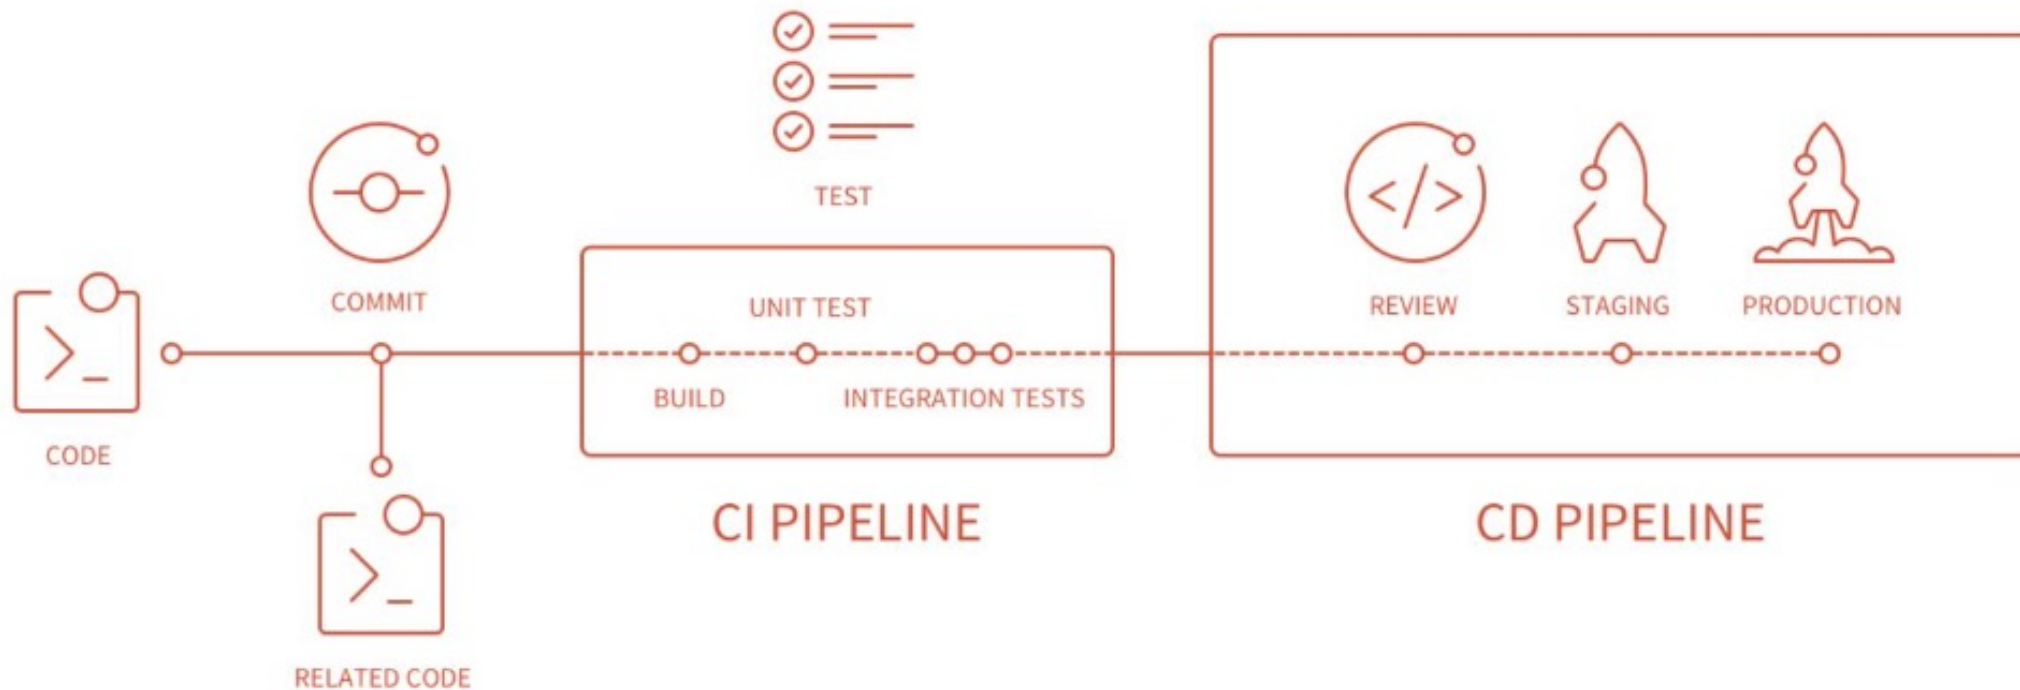 TEST
COMMIT
CODE
RELATED CODE
UNIT TEST
BUILD
INTEGRATION TESTS
CI PIPELINE
REVIEW
STAGING
PRODUCTION
CD PIPELINE